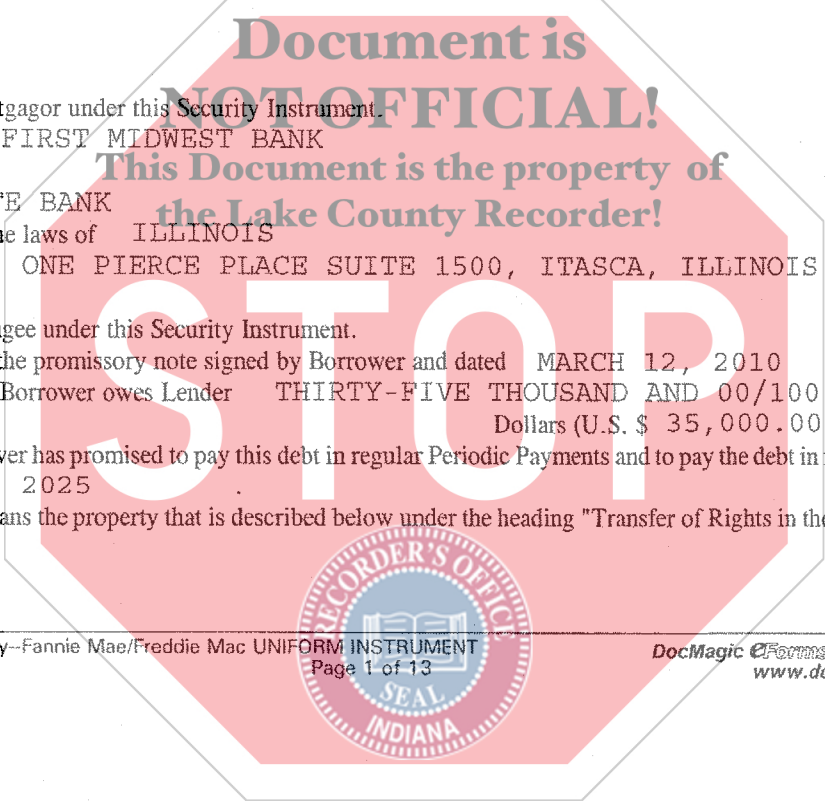 Document is
NOT OFFICIAL!
tgagor under this Security Instrument.
FIRST MIDWEST BANK
This Document is the property of
E BANK
the Lake County Recorder!
e laws of ILLINOIS
ONE PIERCE PLACE SUITE 1500, ITASCA, ILLINOIS
STOP
gee under this Security Instrument.
the promissory note signed by Borrower and dated MARCH 12, 2010
Borrower owes Lender THIRTY-FIVE THOUSAND AND 00/100
Dollars (U.S. $ 35,000.00
ver has promised to pay this debt in regular Periodic Payments and to pay the debt in
2025 .
ans the property that is described below under the heading "Transfer of Rights in the
RECORDER'S OFFICE
y--Fannie Mae/Freddie Mac UNIFORM INSTRUMENT
DocMagic eForms
Page 1 of 13
www.do
SEAL
INDIANA